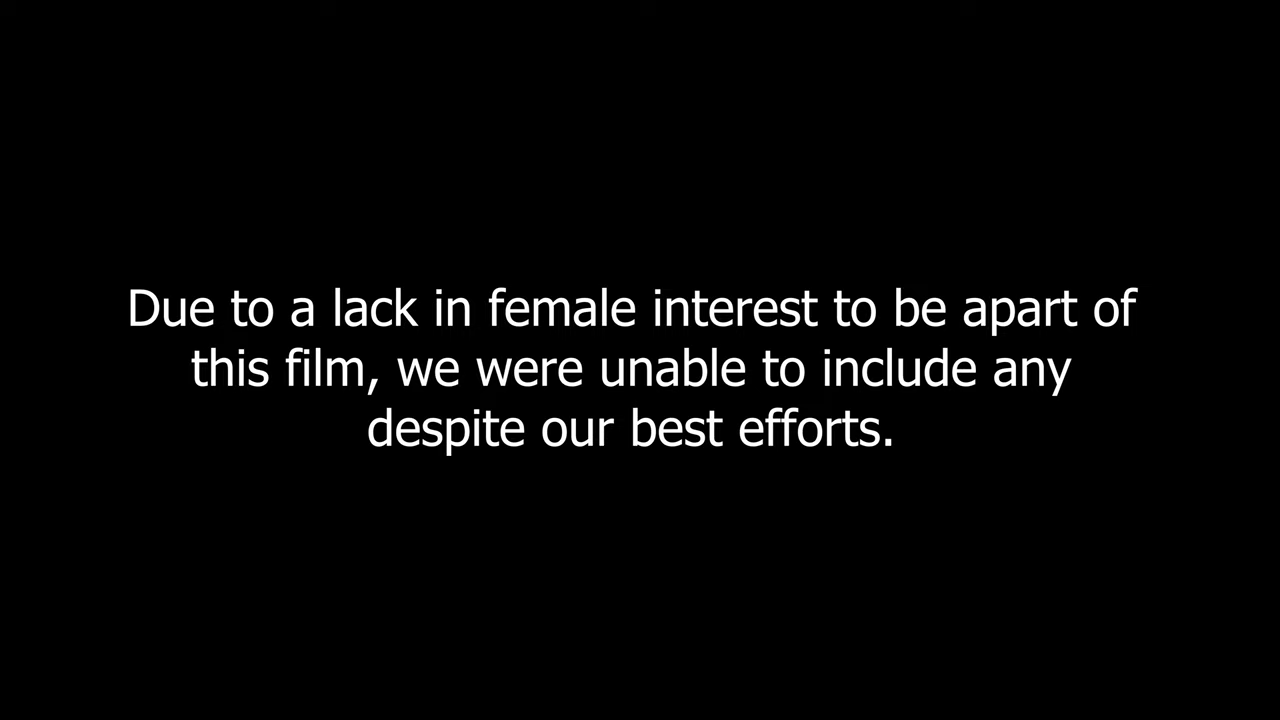 Due to a lack in female interest to be apart of
this film, we were unable to include any
despite our best efforts.